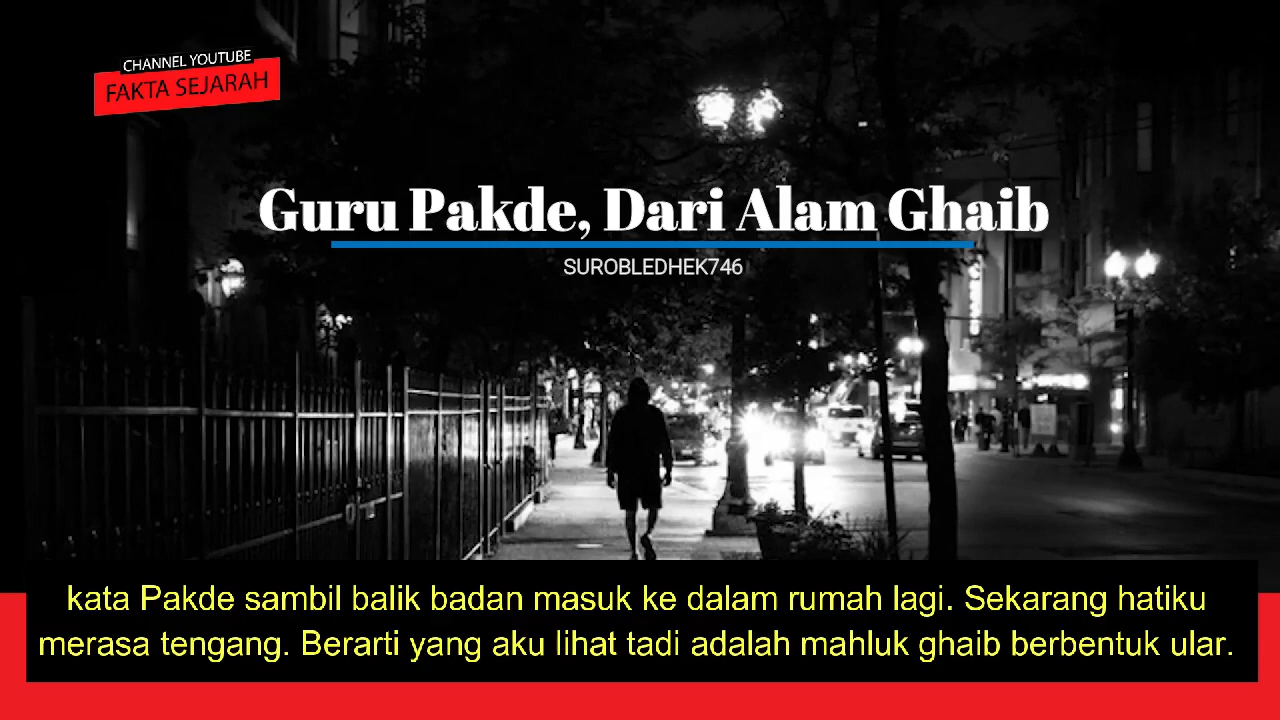 CHANNEL YOUTUBE
FAKTA SEJARAH
Guru Pakde, Dari Alam Ghaib
SUROBLEDHEK746
kata Pakde sambil balik badan masuk ke dalam rumah lagi. Sekarang hatiku
merasa tengang. Berarti yang aku lihat tadi adalah mahluk ghaib berbentuk ular.